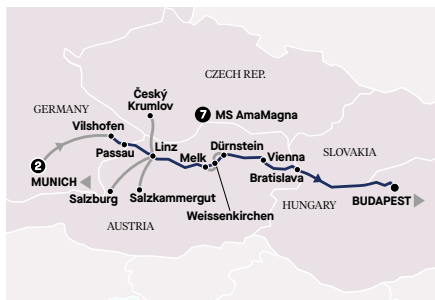 CZECH REP.
Český
Krumlov
GERMANY
7 MS AmaMagna
Vilshofen
Passau
Linz
Dürnstein
Melk
Vienna
SLOVAKIA
2
MUNICH
Bratislava
Salzburg
Salzkammergut
Weissenkirchen
HUNGARY
BUDAPEST
AUSTRIA